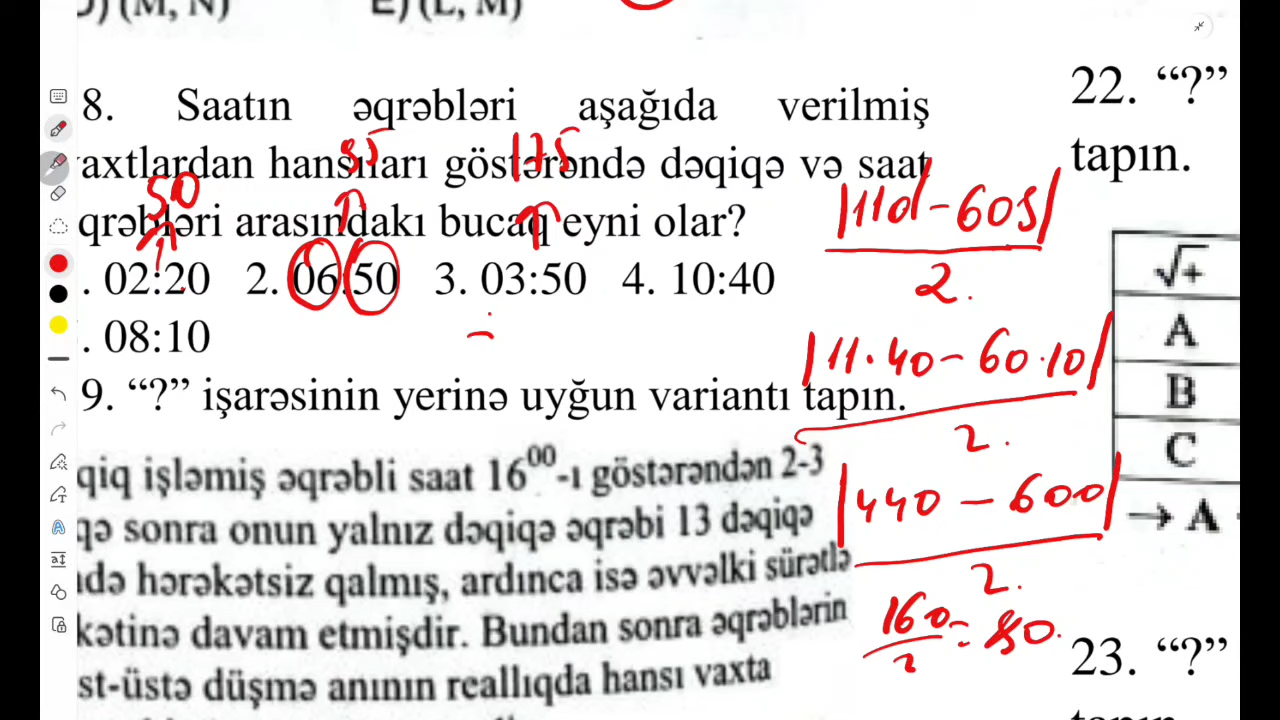 D) (M, N) E) (L, M)
8. Saatın əqrəbləri aşağıda verilmiş
vaxtlardan hansıları göstərəndə dəqiqə və saat
qrəbləri arasındakı bucaq eyni olar?
. 02:20 2. 06:50 3. 03:50 4. 10:40
. 08:10
50
85
175
9. “?” işarəsinin yerinə uyğun variantı tapın.
qiq işləmiş əqrəbli saat 16⁰⁰-ı göstərəndən 2-3
qə sonra onun yalnız dəqiqə əqrəbi 13 dəqiqə
ndə hərəkətsiz qalmış, ardınca isə əvvəlki sürətlə
kətinə davam etmişdir. Bundan sonra əqrəblərin
st-üstə düşmə anının reallıqda hansı vaxta
|11d-60s|
2.
|11.40-60.10|
2.
|440-600|
2.
160
2
= 80.
22. “?”
tapın.
√+
A
B
C
→ A
23. “?”